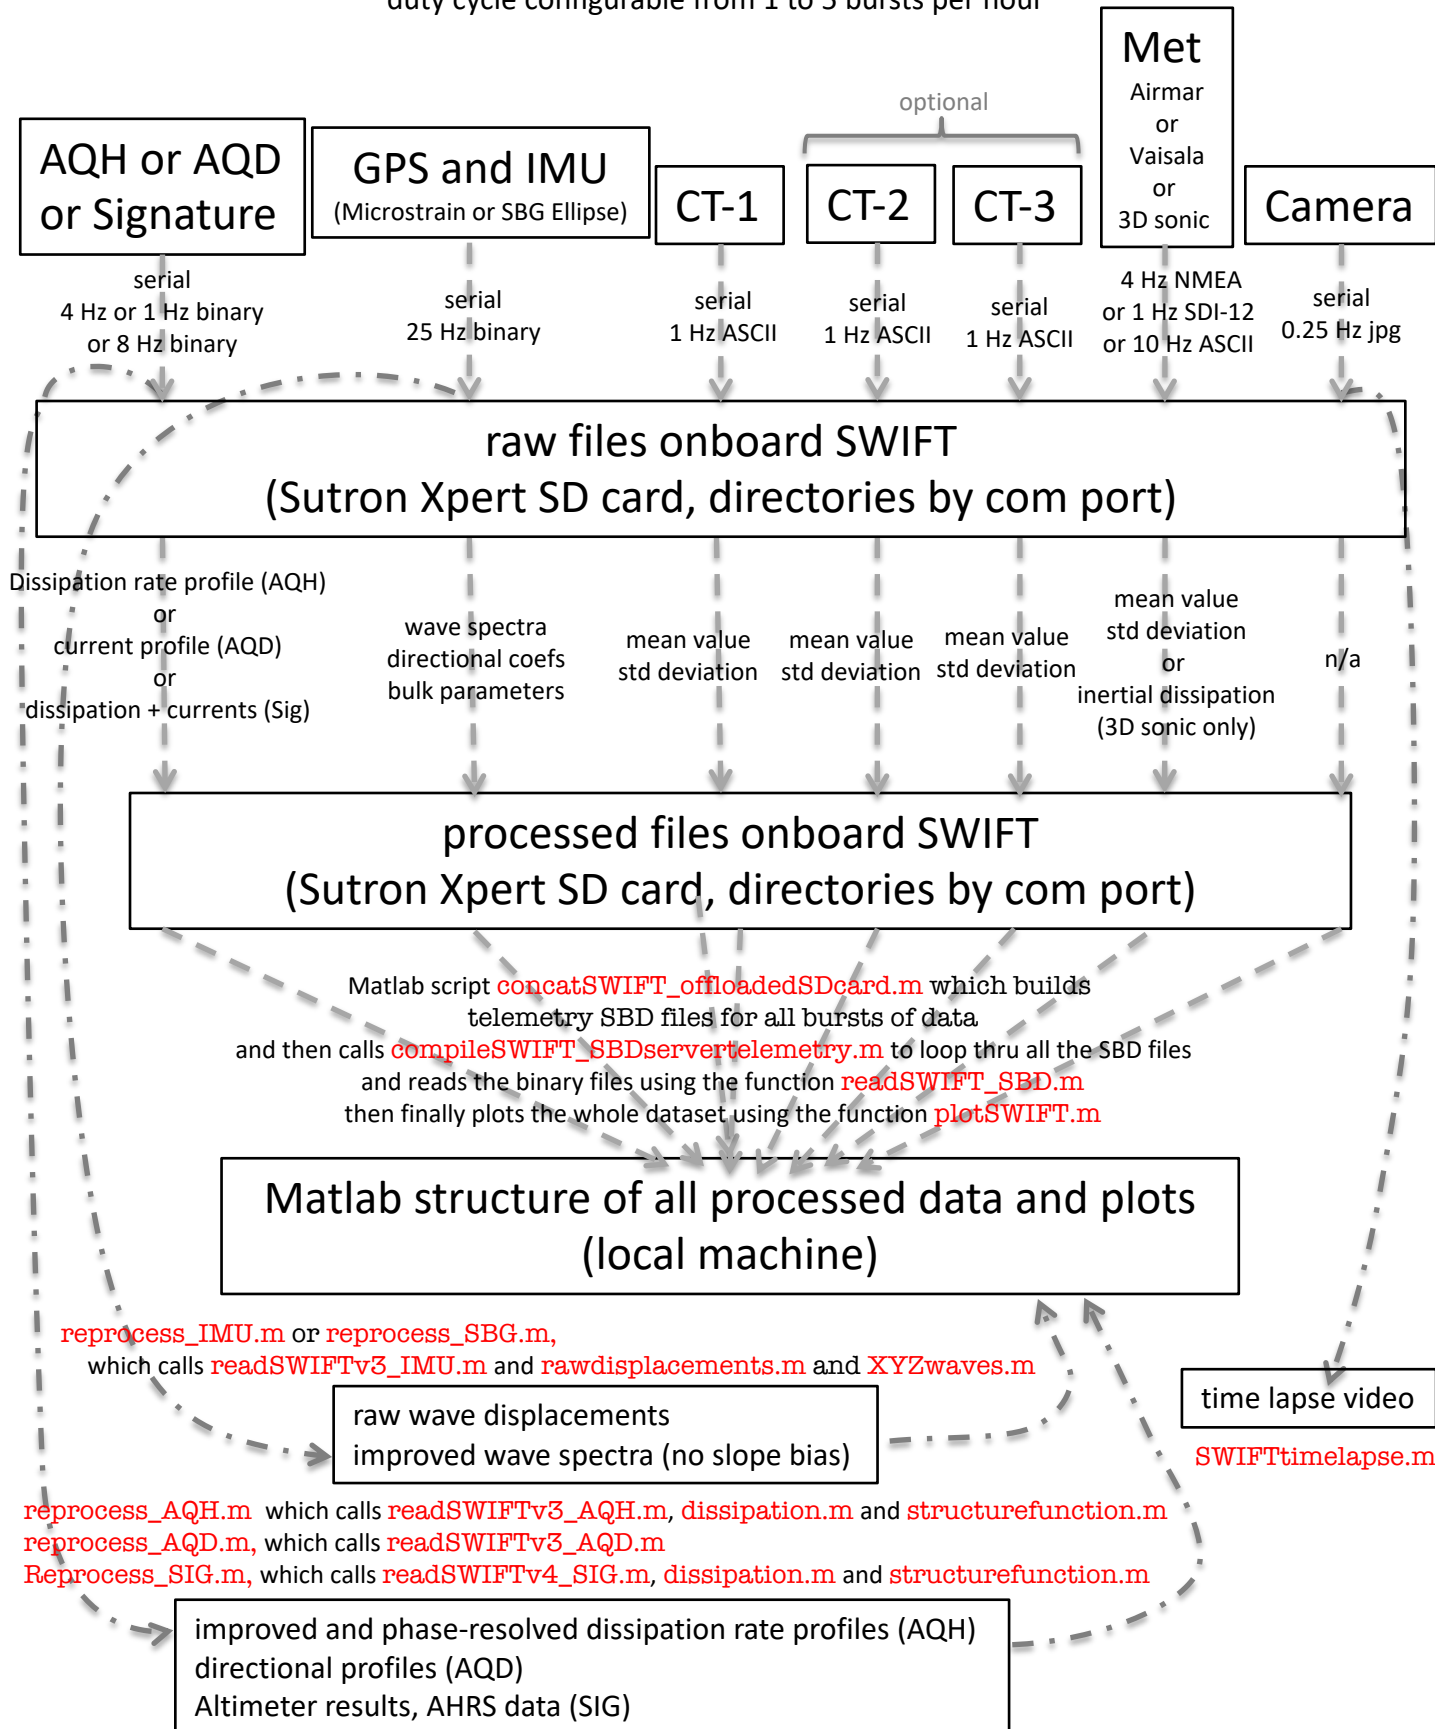 duty cycle configurable from 1 to 5 bursts per hour
AQH or AQD
or Signature
GPS and IMU
(Microstrain or SBG Ellipse)
CT-1
optional
CT-2
CT-3
Met
Airmar
or
Vaisala
or
3D sonic
Camera
serial
4 Hz or 1 Hz binary
or 8 Hz binary
serial
25 Hz binary
serial
1 Hz ASCII
serial
1 Hz ASCII
serial
1 Hz ASCII
4 Hz NMEA
or 1 Hz SDI-12
or 10 Hz ASCII
serial
0.25 Hz jpg
raw files onboard SWIFT
(Sutron Xpert SD card, directories by com port)
Dissipation rate profile (AQH)
or
current profile (AQD)
or
dissipation + currents (Sig)
wave spectra
directional coefs
bulk parameters
mean value
std deviation
mean value
std deviation
mean value
std deviation
mean value
std deviation
or
inertial dissipation
(3D sonic only)
n/a
processed files onboard SWIFT
(Sutron Xpert SD card, directories by com port)
Matlab script concatSWIFT_offloadedSDcard.m which builds
telemetry SBD files for all bursts of data
and then calls compileSWIFT_SBDservertelemetry.m to loop thru all the SBD files
and reads the binary files using the function readSWIFT_SBD.m
then finally plots the whole dataset using the function plotSWIFT.m
Matlab structure of all processed data and plots
(local machine)
reprocess_IMU.m or reprocess_SBG.m,
which calls readSWIFTv3_IMU.m and rawdisplacements.m and XYZwaves.m
raw wave displacements
improved wave spectra (no slope bias)
time lapse video
SWIFTtimelapse.m
reprocess_AQH.m which calls readSWIFTv3_AQH.m, dissipation.m and structurefunction.m
reprocess_AQD.m, which calls readSWIFTv3_AQD.m
Reprocess_SIG.m, which calls readSWIFTv4_SIG.m, dissipation.m and structurefunction.m
improved and phase-resolved dissipation rate profiles (AQH)
directional profiles (AQD)
Altimeter results, AHRS data (SIG)